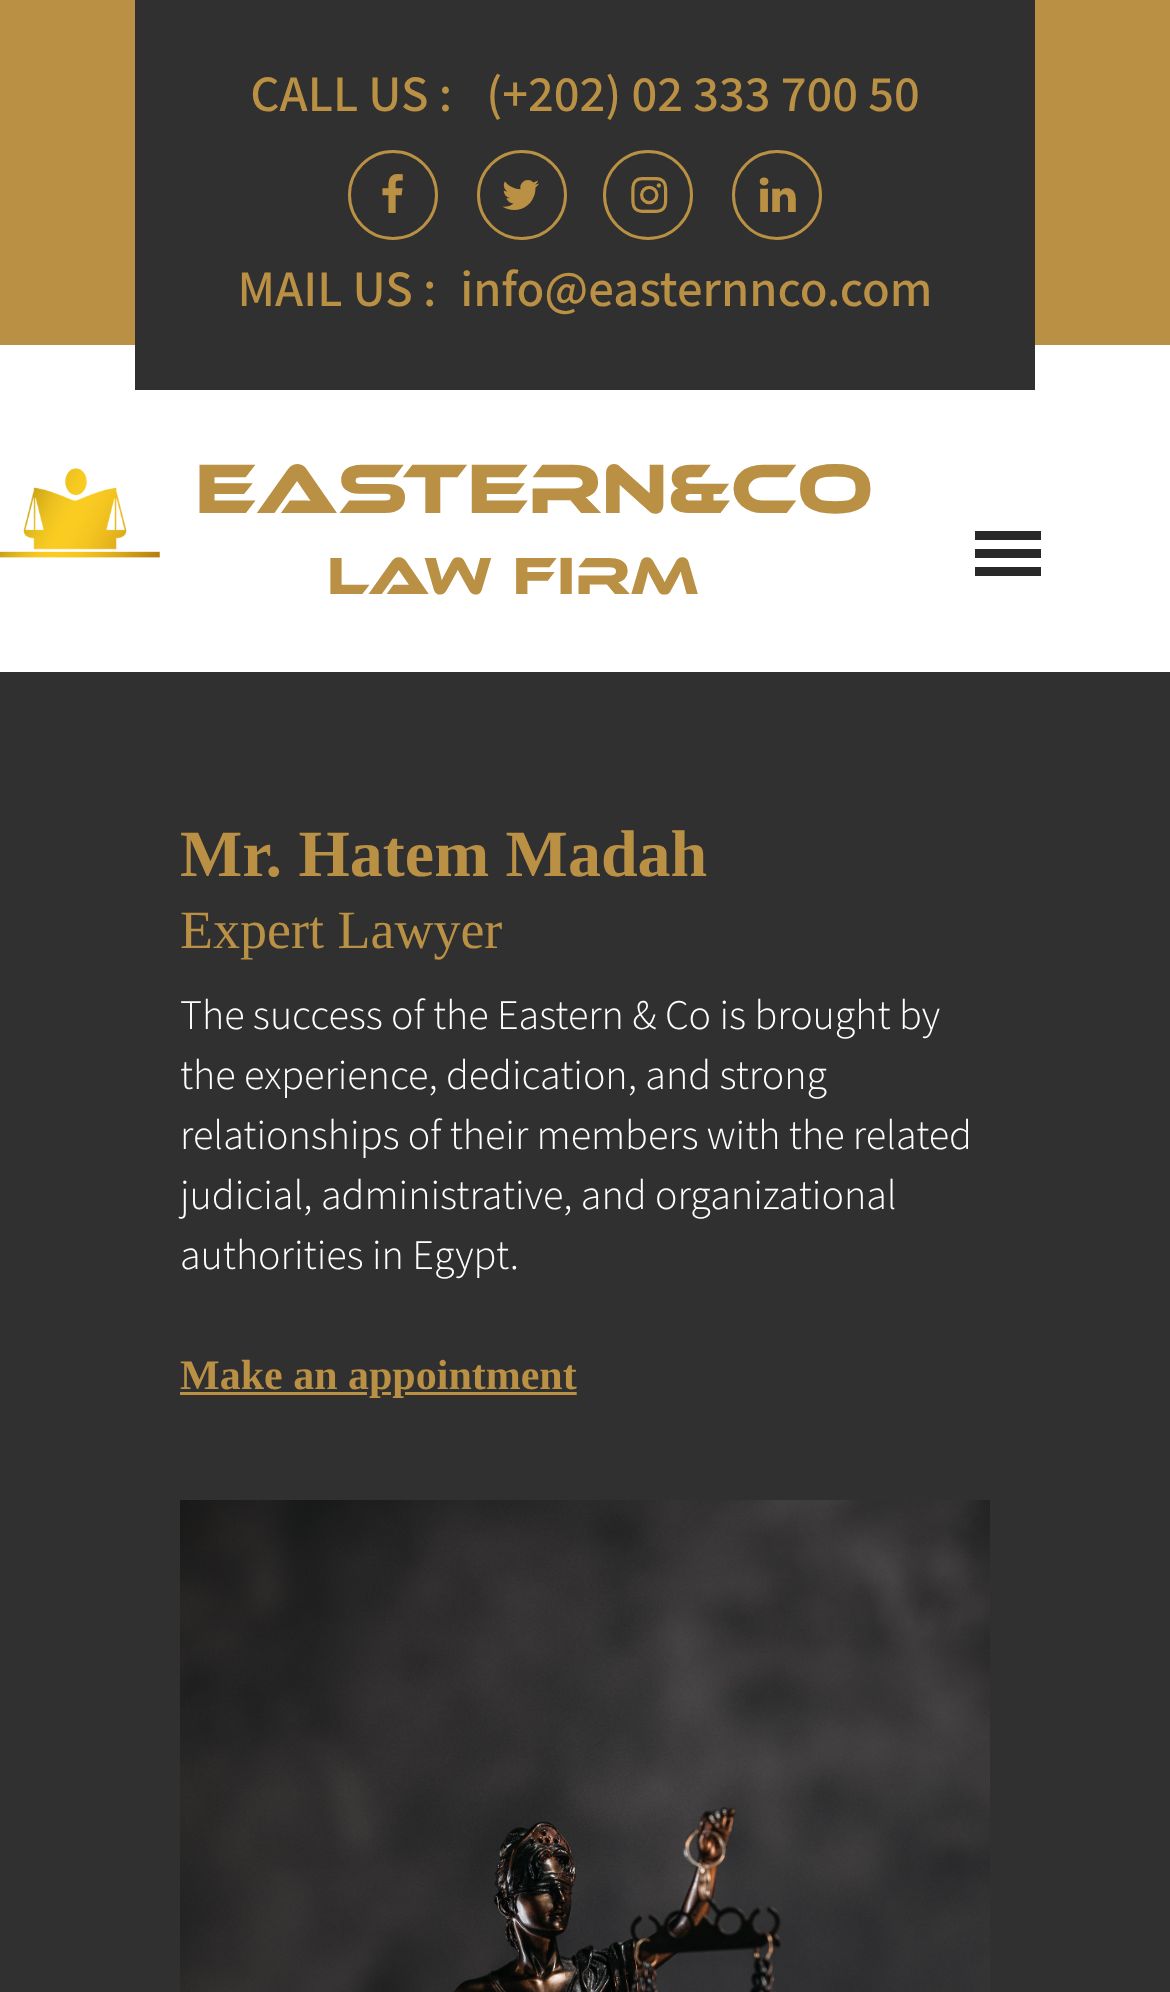 CALL US : (+202) 02 333 700 50
MAIL US : info@easternnco.com
EASTERN&CO
LAW FIRM
Mr. Hatem Madah
Expert Lawyer
The success of the Eastern & Co is brought by
the experience, dedication, and strong
relationships of their members with the related
judicial, administrative, and organizational
authorities in Egypt.
Make an appointment